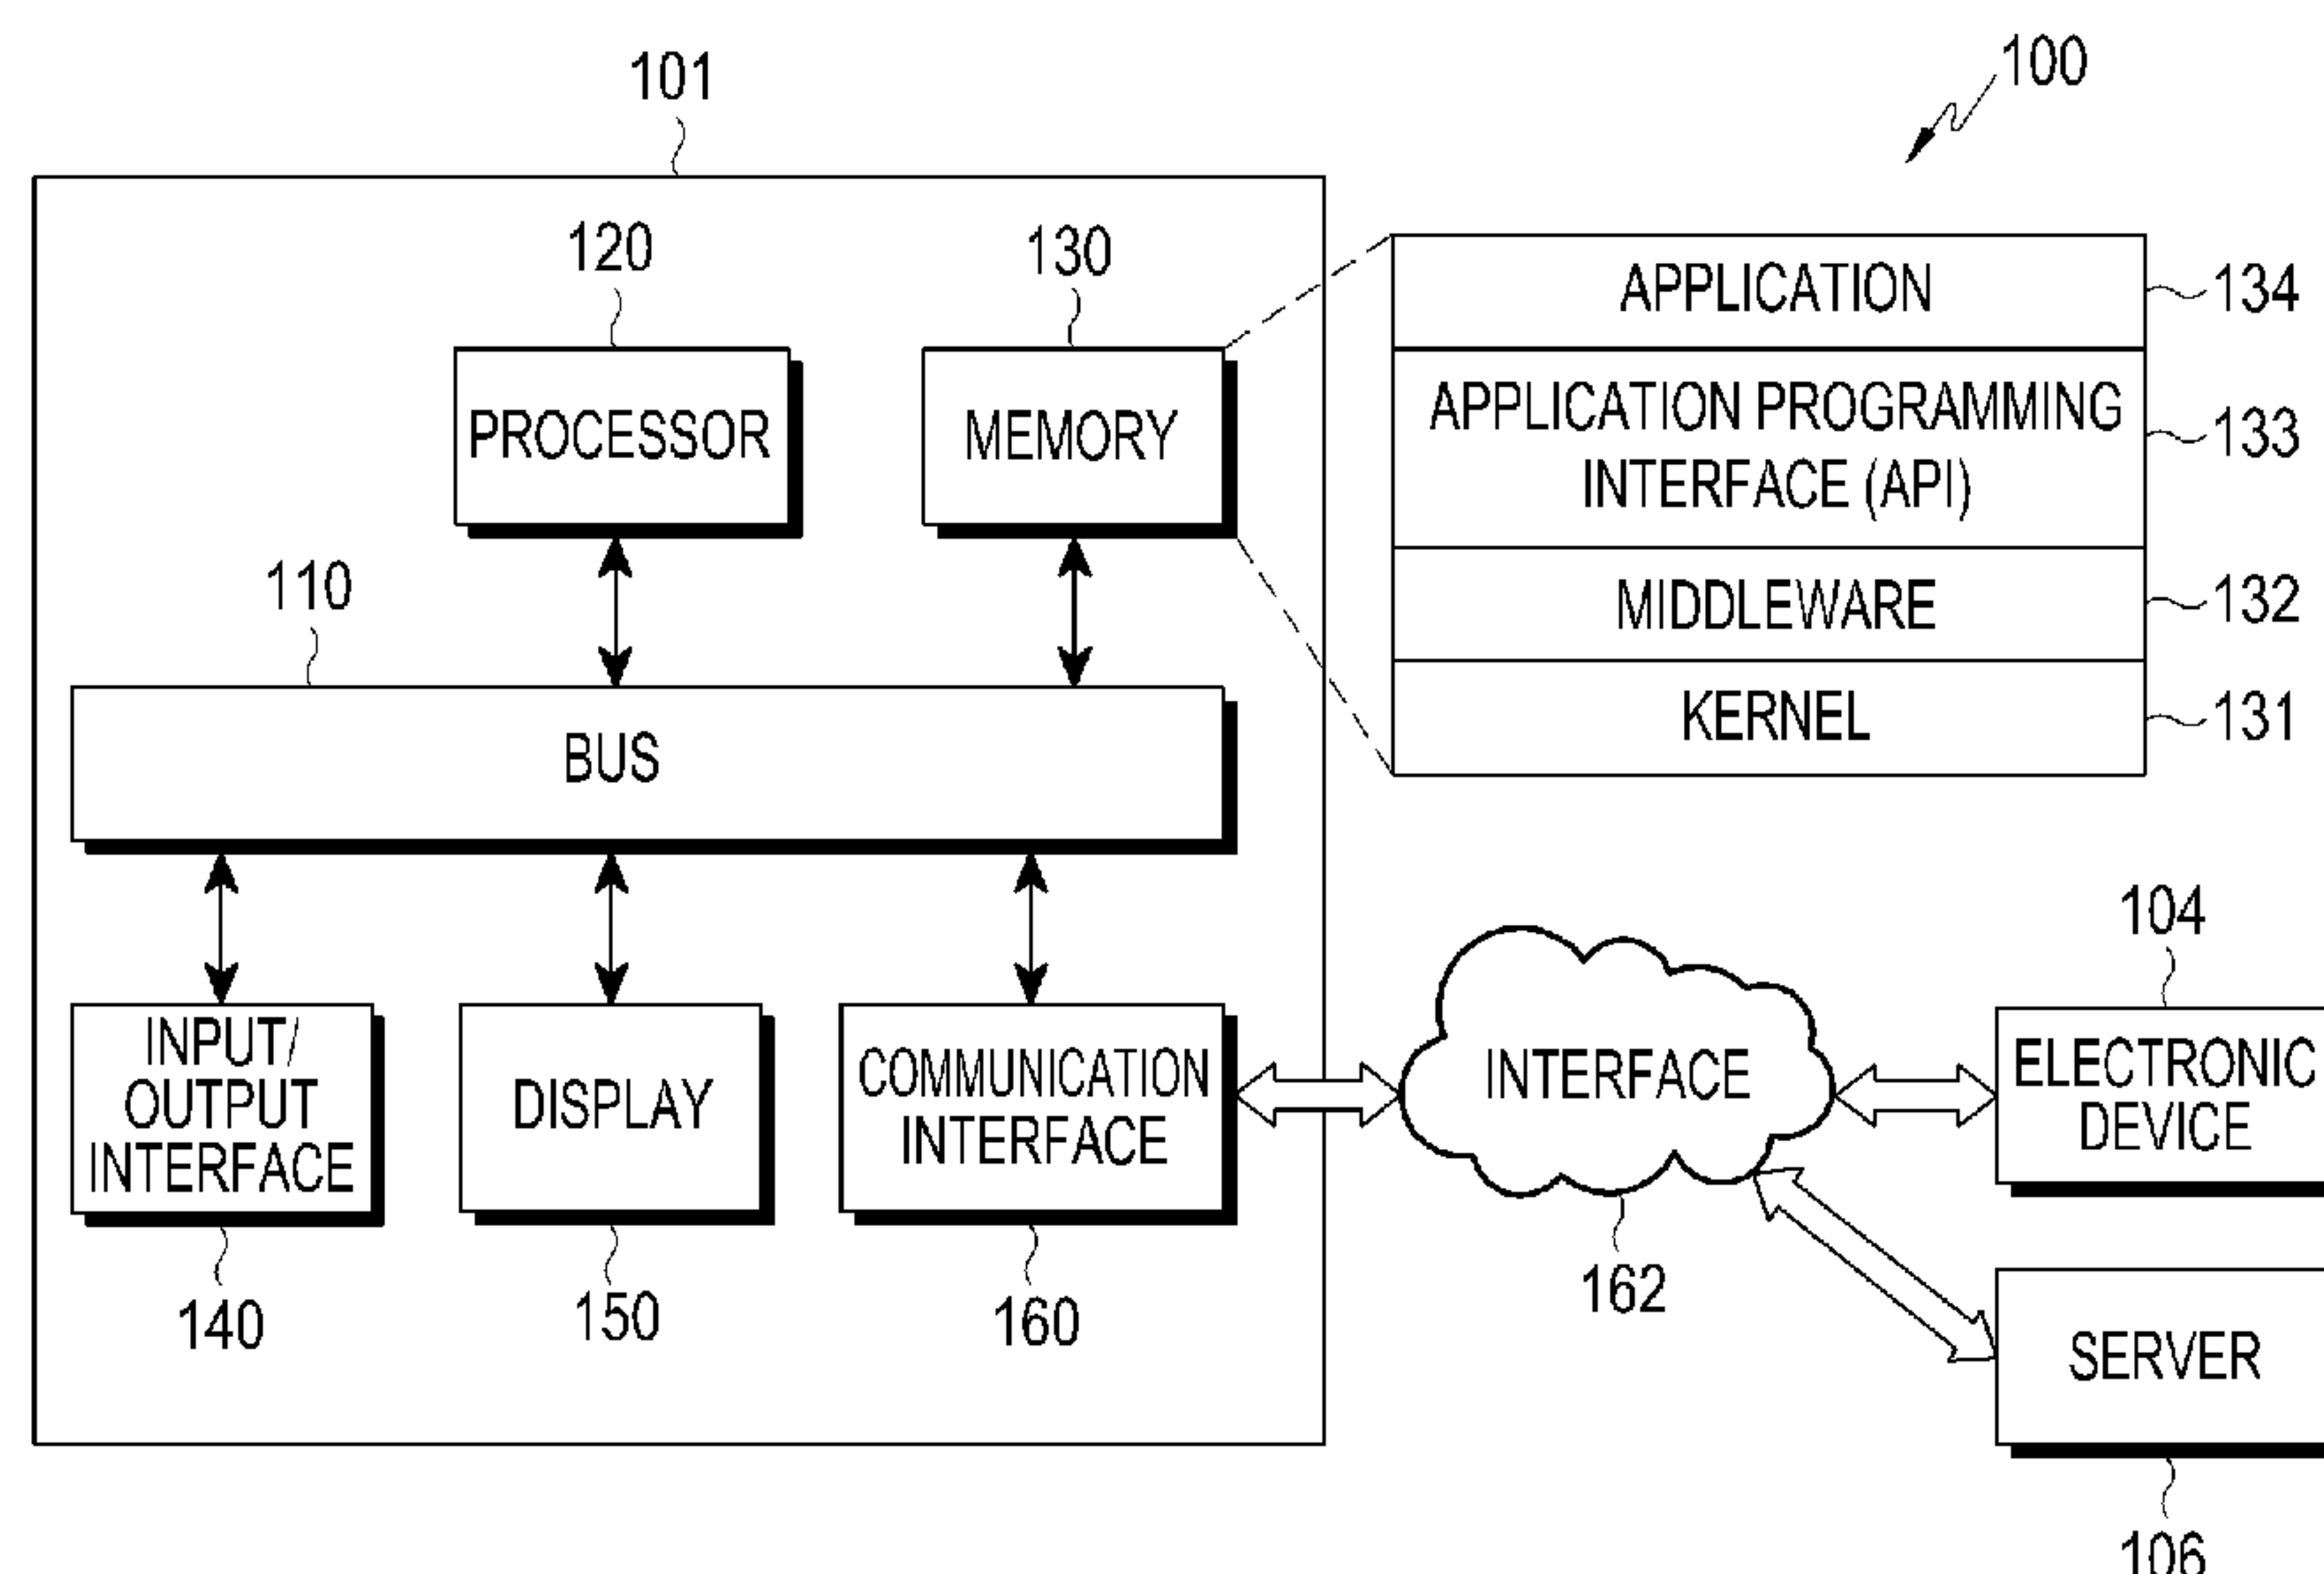 100
101
120
130
PROCESSOR
MEMORY
APPLICATION
134
APPLICATION PROGRAMMING
INTERFACE (API)
133
MIDDLEWARE
132
KERNEL
131
110
BUS
INPUT/
OUTPUT
INTERFACE
140
DISPLAY
150
COMMUNICATION
INTERFACE
160
INTERFACE
162
104
ELECTRONIC
DEVICE
SERVER
106